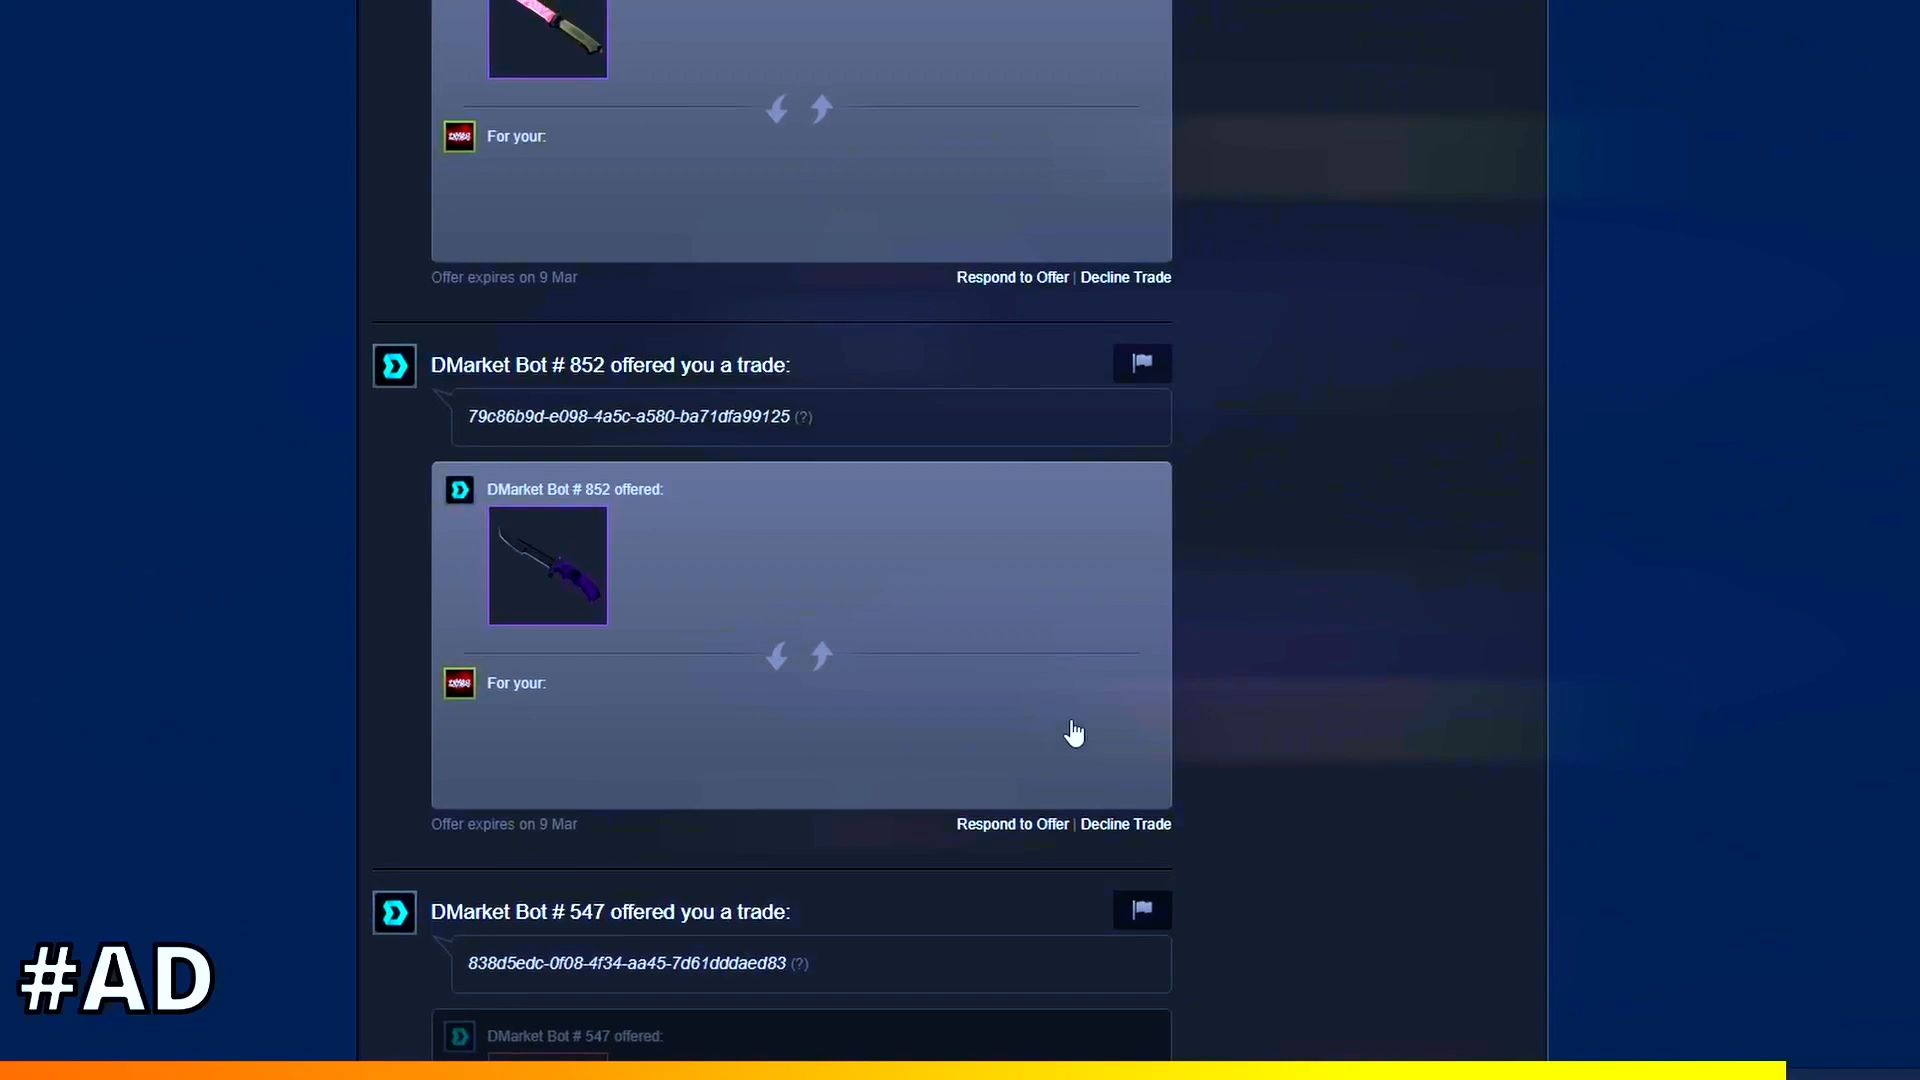 For your:
Offer expires on 9 Mar
Respond to Offer | Decline Trade
DMarket Bot # 852 offered you a trade:
79c86b9d-e098-4a5c-a580-ba71dfa99125 (?)
DMarket Bot # 852 offered:
For your:
Offer expires on 9 Mar
Respond to Offer | Decline Trade
DMarket Bot # 547 offered you a trade:
838d5edc-0f08-4f34-aa45-7d61dddaed83 (?)
#AD
DMarket Bot # 547 offered: